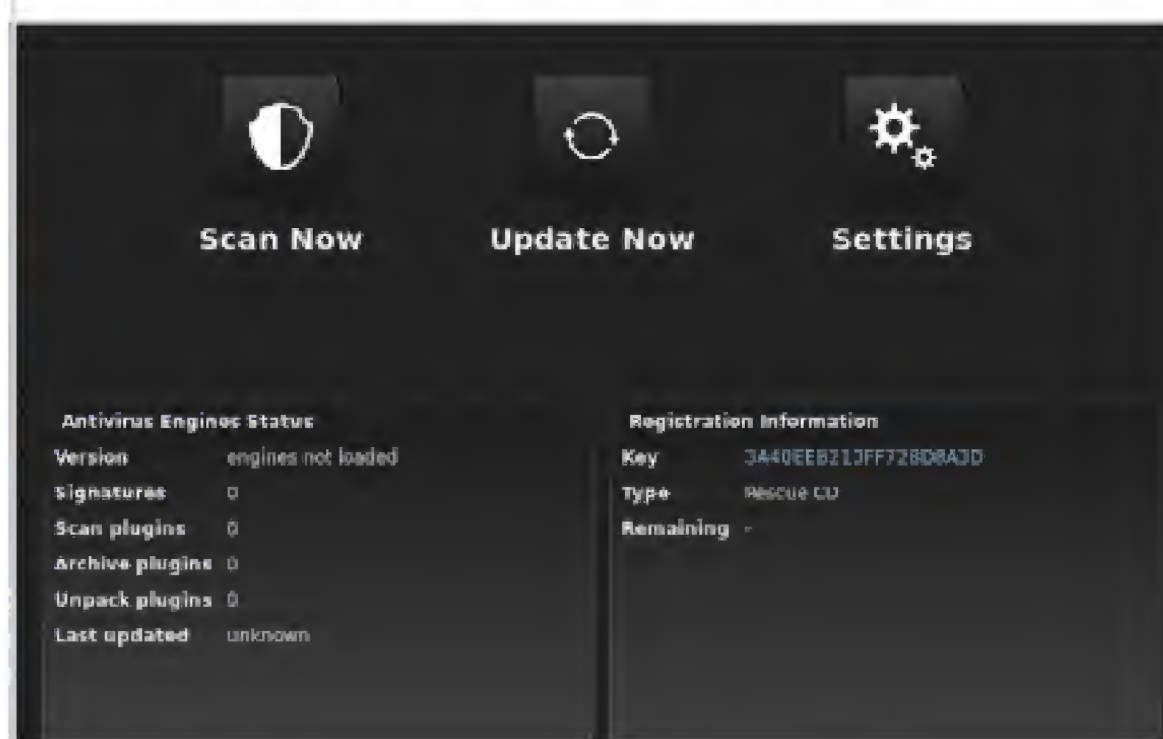 Scan Now
Update Now
Settings
Antivirus Engines Status
Version engines not loaded
Signatures 0
Scan plugins 0
Archive plugins 0
Unpack plugins 0
Last updated unknown
Registration Information
Key
Type Rescue CD
Remaining -